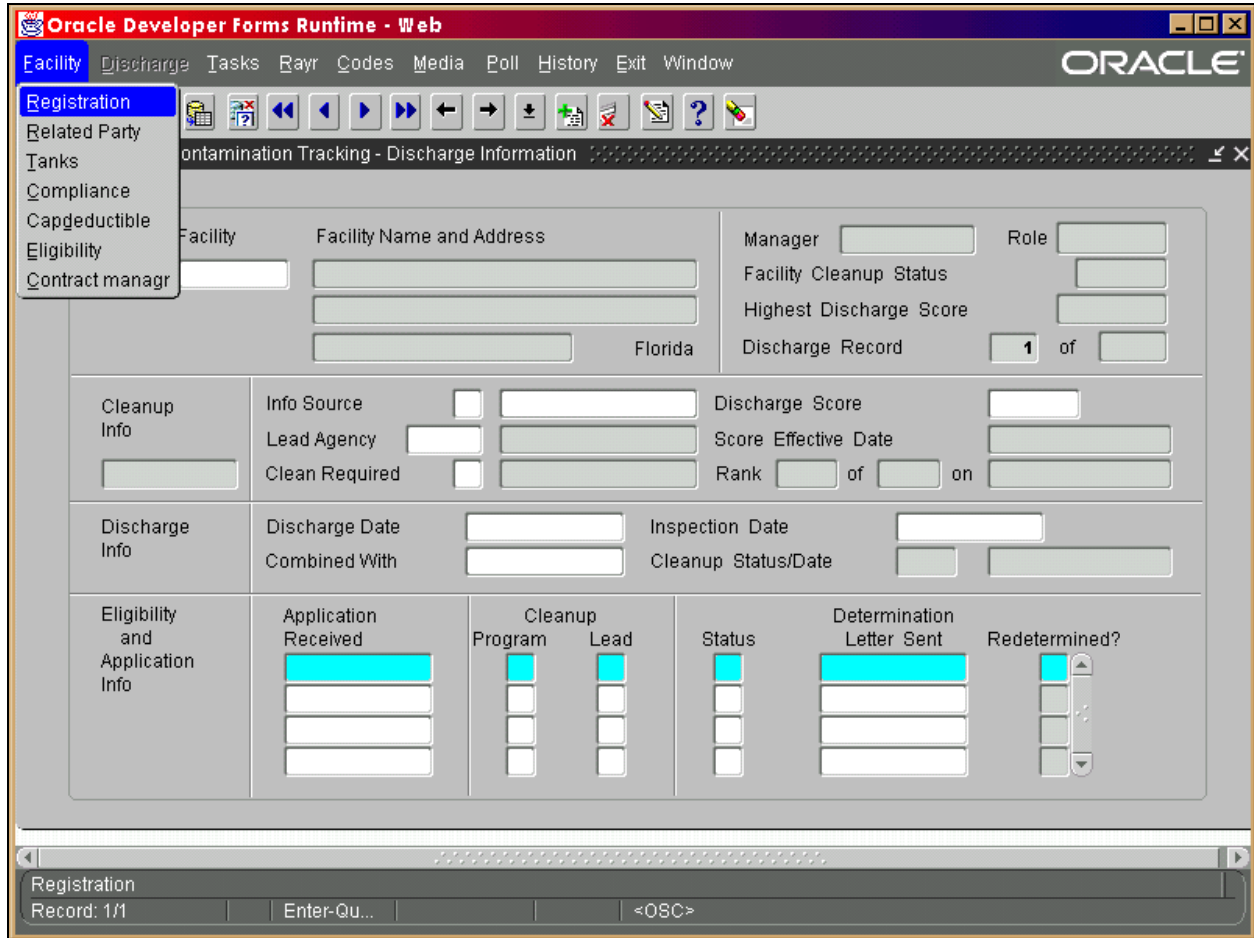 Oracle Developer Forms Runtime - Web
Facility Discharge Tasks Rayr Codes Media Poll History Exit Window ORACLE
Registration
Related Party
Tanks
Compliance
Capdeductible
Eligibility
Contract managr
ontamination Tracking - Discharge Information
Facility Facility Name and Address Manager Role
Facility Cleanup Status
Highest Discharge Score
Florida Discharge Record 1 of
Cleanup Info
Info Source Discharge Score
Lead Agency Score Effective Date
Clean Required Rank of on
Discharge Info
Discharge Date Inspection Date
Combined With Cleanup Status/Date
Eligibility and Application Info
Application Received
Cleanup
Program Lead
Status
Determination Letter Sent
Redetermined?
Registration
Record: 1/1 Enter-Qu... <OSC>